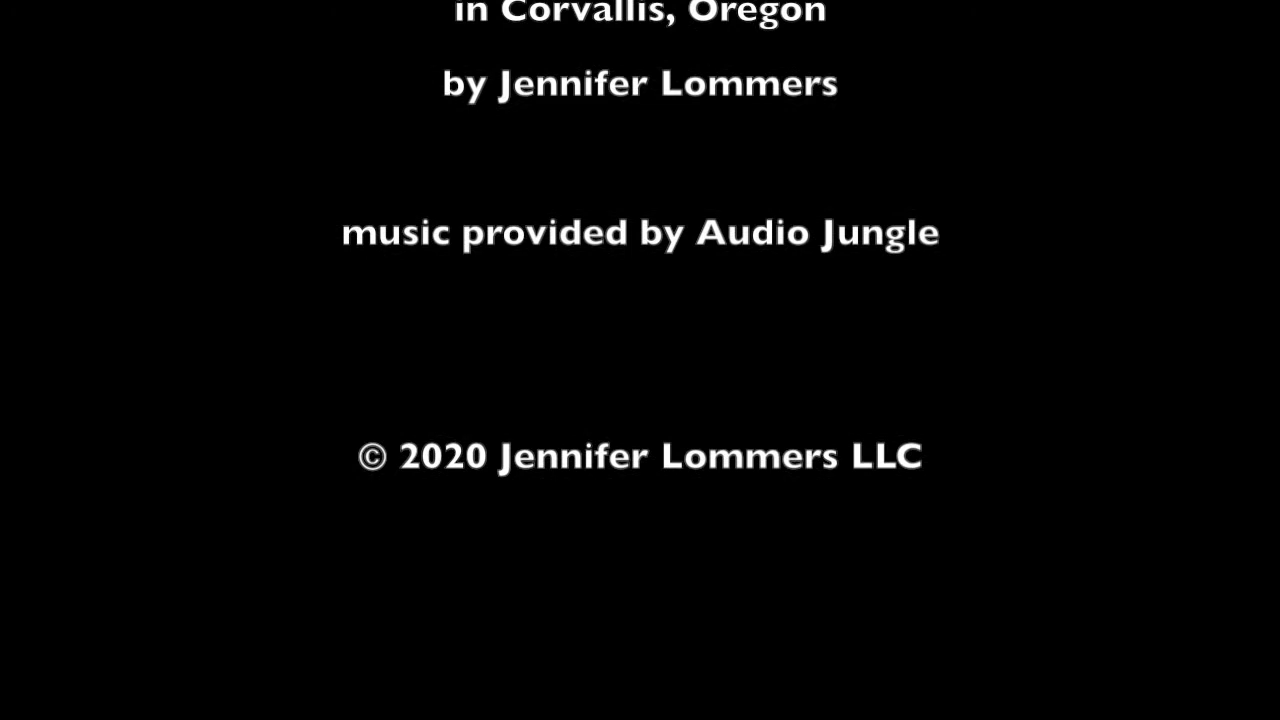 in Corvallis, Oregon
by Jennifer Lommers
music provided by Audio Jungle
© 2020 Jennifer Lommers LLC